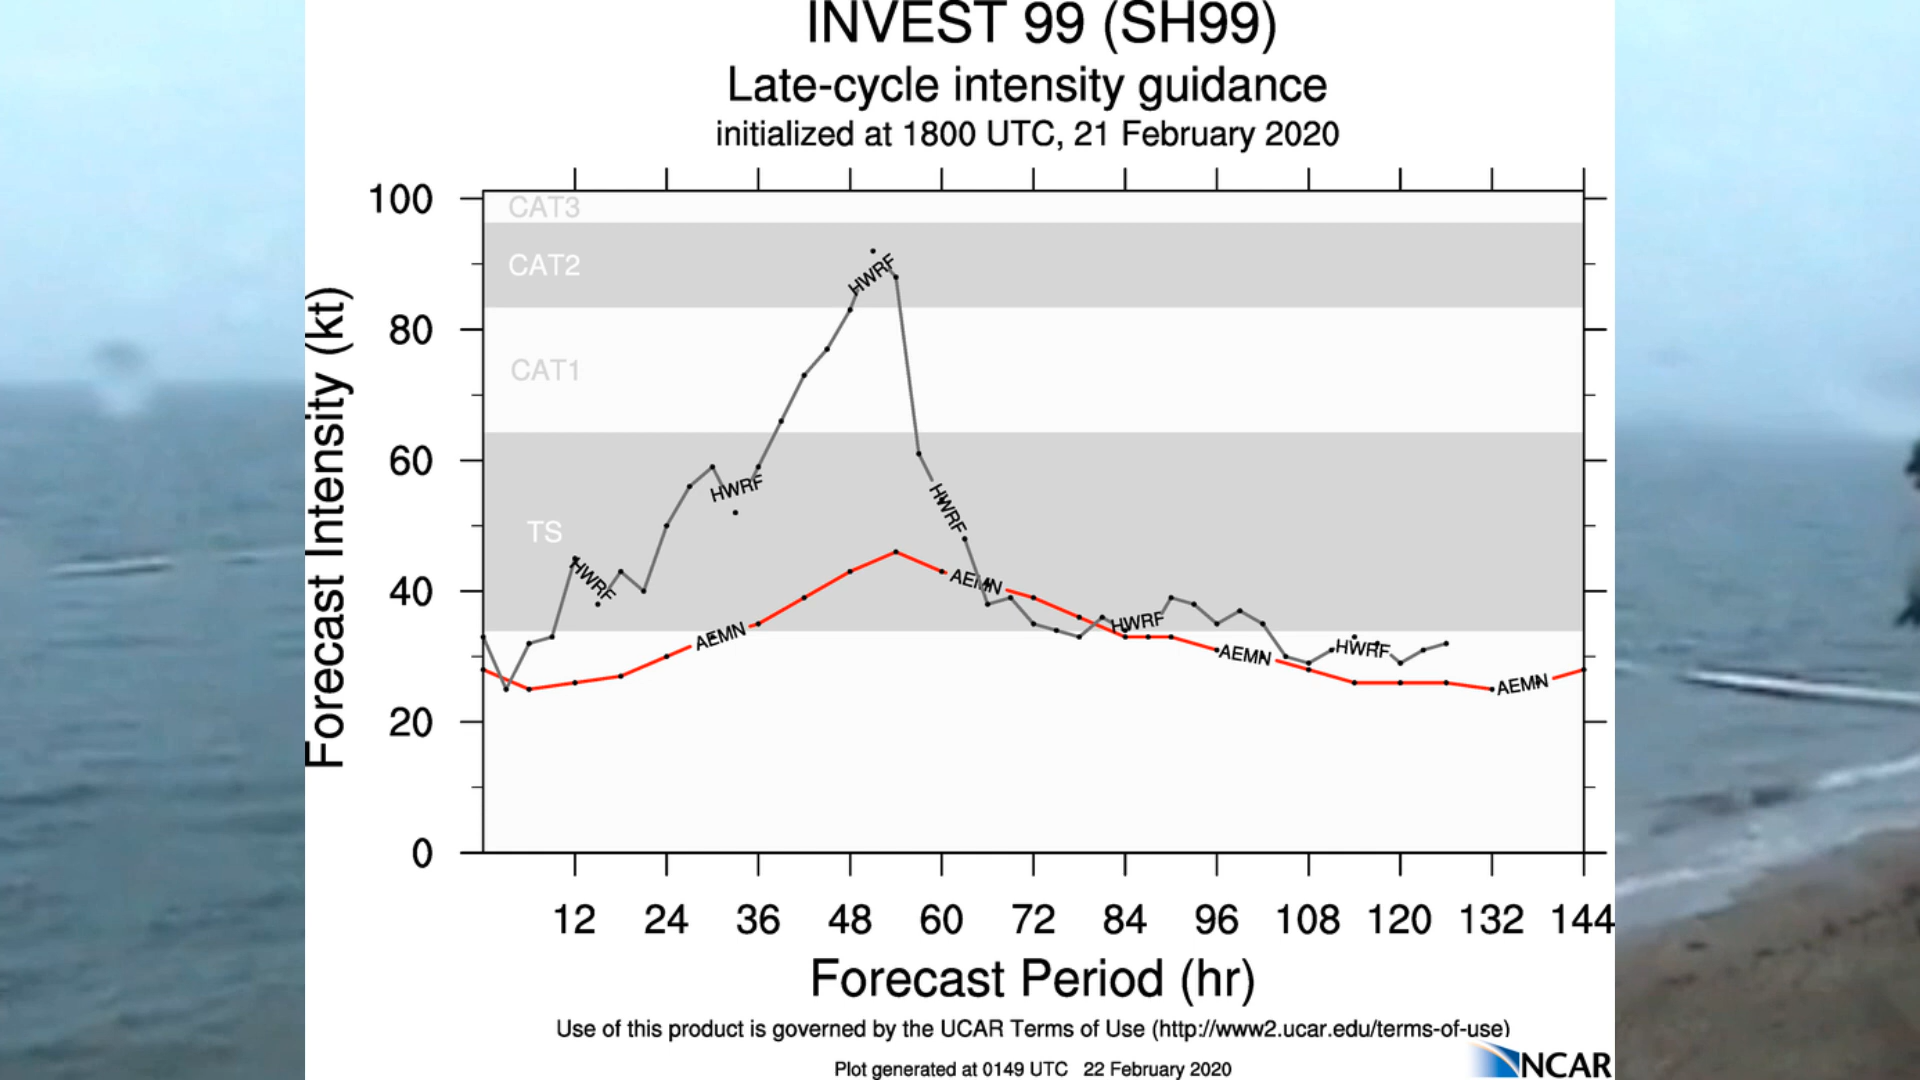 INVEST 99 (SH99)
Late-cycle intensity guidance
initialized at 1800 UTC, 21 February 2020
Forecast Intensity (kt)
100
80
60
40
20
0
CAT3
CAT2
CAT1
TS
HWRF
HWRF
HWRF
HWRF
HWRF
HWRF
AEMN
AEMN
AEMN
AEMN
12 24 36 48 60 72 84 96 108 120 132 144
Forecast Period (hr)
Use of this product is governed by the UCAR Terms of Use (http://www2.ucar.edu/terms-of-use)
Plot generated at 0149 UTC 22 February 2020
NCAR